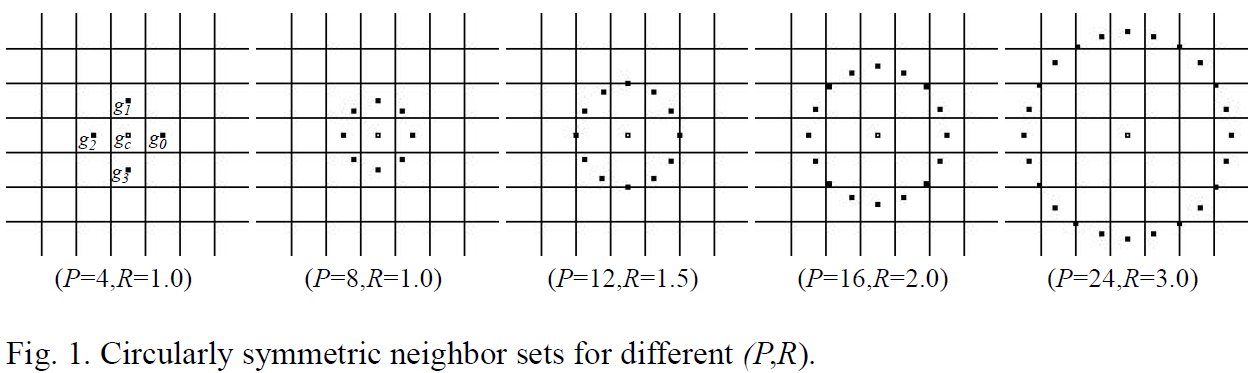 g1
g2 gc g0
g3
(P=4,R=1.0) (P=8,R=1.0) (P=12,R=1.5) (P=16,R=2.0) (P=24,R=3.0)
Fig. 1. Circularly symmetric neighbor sets for different (P,R).